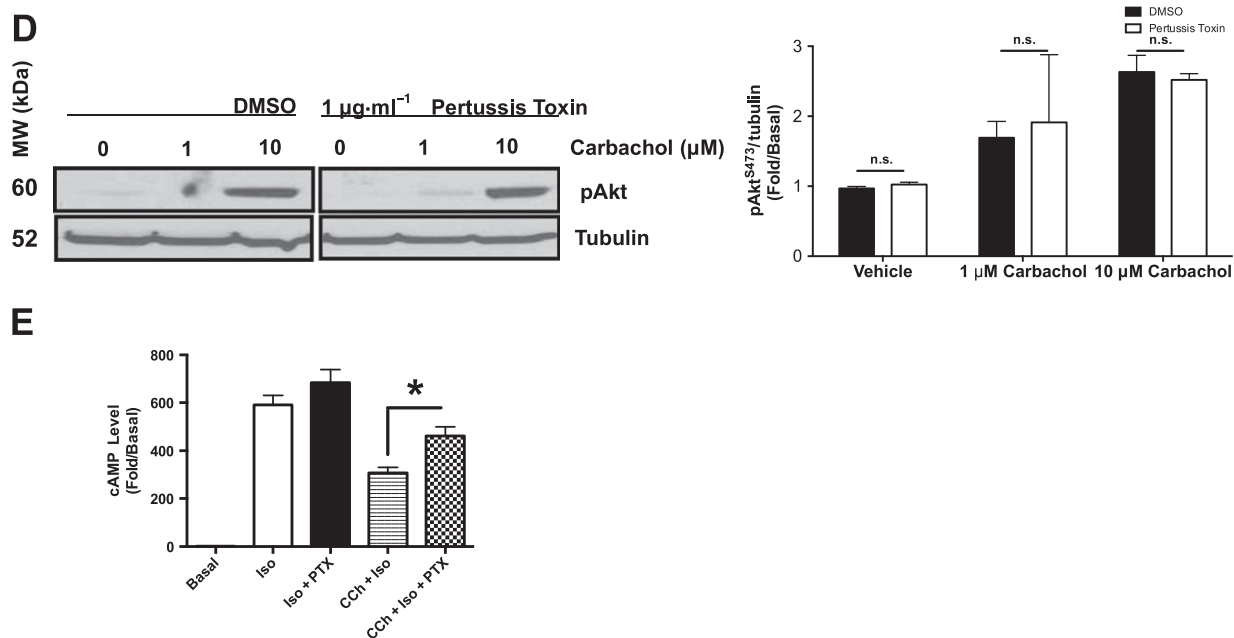 D
MW (kDa)
DMSO 1 µg·ml⁻¹ Pertussis Toxin
0 1 10 0 1 10 Carbachol (µM)
60 pAkt
52 Tubulin
DMSO
Pertussis Toxin
n.s. n.s. n.s.
pAktS473/tubulin
(Fold/Basal)
3
2
1
0
Vehicle 1 µM Carbachol 10 µM Carbachol
E
cAMP Level
(Fold/Basal)
800
600
400
200
0
*
Basal
Iso
Iso + PTX
CCh + Iso
CCh + Iso + PTX